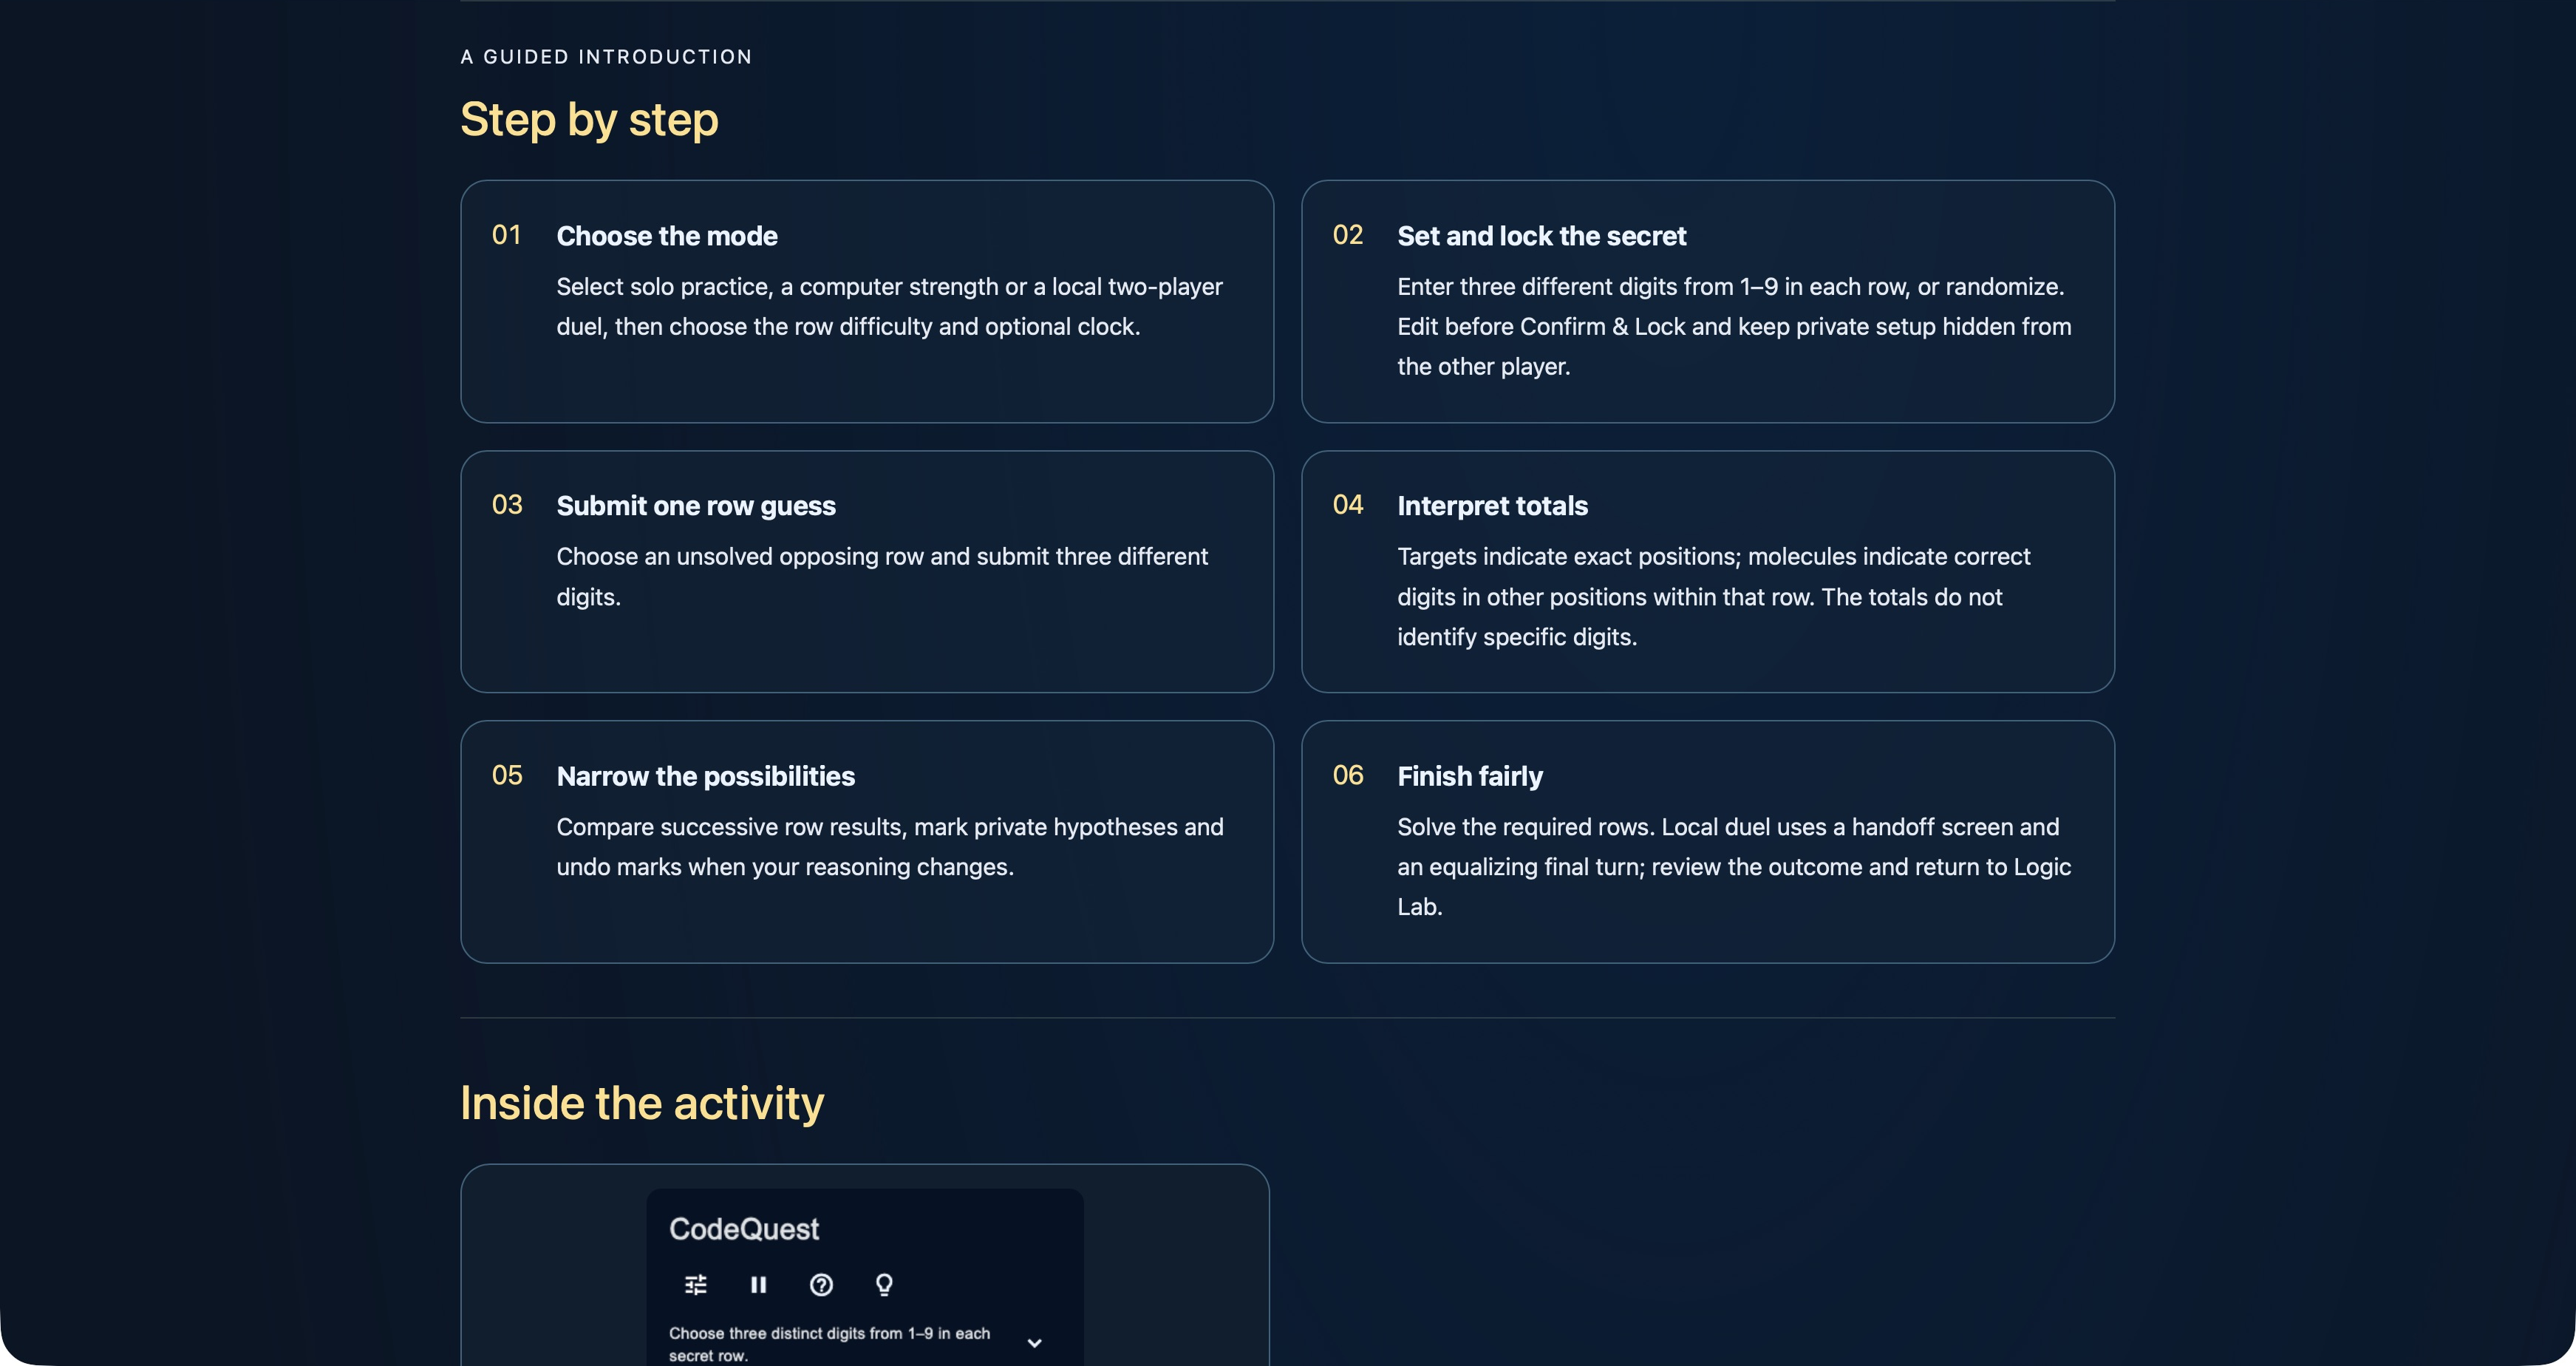 A GUIDED INTRODUCTION
Step by step
01
Choose the mode
Select solo practice, a computer strength or a local two-player
duel, then choose the row difficulty and optional clock.
02
Set and lock the secret
Enter three different digits from 1–9 in each row, or randomize.
Edit before Confirm & Lock and keep private setup hidden from
the other player.
03
Submit one row guess
Choose an unsolved opposing row and submit three different
digits.
04
Interpret totals
Targets indicate exact positions; molecules indicate correct
digits in other positions within that row. The totals do not
identify specific digits.
05
Narrow the possibilities
Compare successive row results, mark private hypotheses and
undo marks when your reasoning changes.
06
Finish fairly
Solve the required rows. Local duel uses a handoff screen and
an equalizing final turn; review the outcome and return to Logic
Lab.
Inside the activity
CodeQuest
Choose three distinct digits from 1–9 in each
secret row.